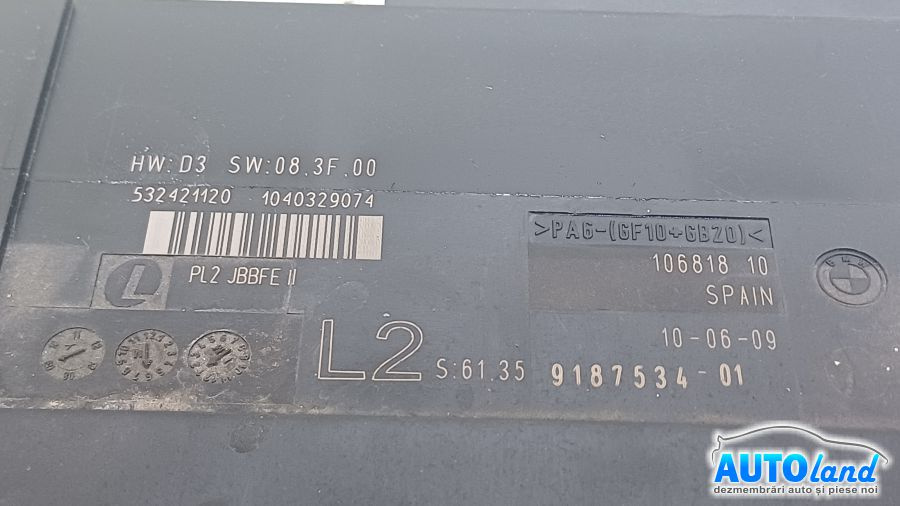 HW:D3 SW:08.3F.00
532421120 1040329074
PL2 JBBFE II
L
>PA6-(GF10+GB20)<
106818 10
SPAIN
BMW
10-06-09
L2 S:61.35 9187534-01
AUTOland
dezmembrări auto și piese noi